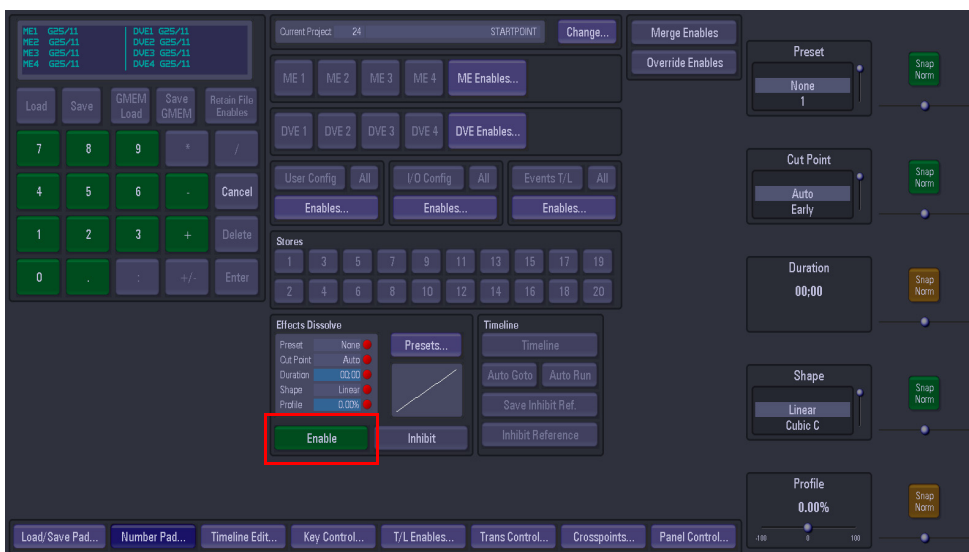 ME1 G25/11 DVE1 G25/11
ME2 G25/11 DVE2 G25/11
ME3 G25/11 DVE3 G25/11
ME4 G25/11 DVE4 G25/11
Load Save GMEM Load Save GMEM Retain File Enables
7 8 9 * /
4 5 6 - Cancel
1 2 3 + Delete
0 . : +/- Enter
Current Project 24 STARTPOINT Change...
ME 1 ME 2 ME 3 ME 4 ME Enables...
DVE 1 DVE 2 DVE 3 DVE 4 DVE Enables...
User Config All I/O Config All Events T/L All
Enables... Enables... Enables...
Stores
1 3 5 7 9 11 13 15 17 19
2 4 6 8 10 12 14 16 18 20
Effects Dissolve
Preset None
Cut Point Auto
Duration 00;00
Shape Linear
Profile 0.00%
Presets...
Enable Inhibit
Timeline
Timeline
Auto Goto Auto Run
Save Inhibit Ref.
Inhibit Reference
Merge Enables
Override Enables
Preset
None
1
Snap Norm
Cut Point
Auto
Early
Snap Norm
Duration
00;00
Snap Norm
Shape
Linear
Cubic C
Snap Norm
Profile
0.00%
-100 0 100
Snap Norm
Load/Save Pad... Number Pad... Timeline Edit... Key Control... T/L Enables... Trans Control... Crosspoints... Panel Control...